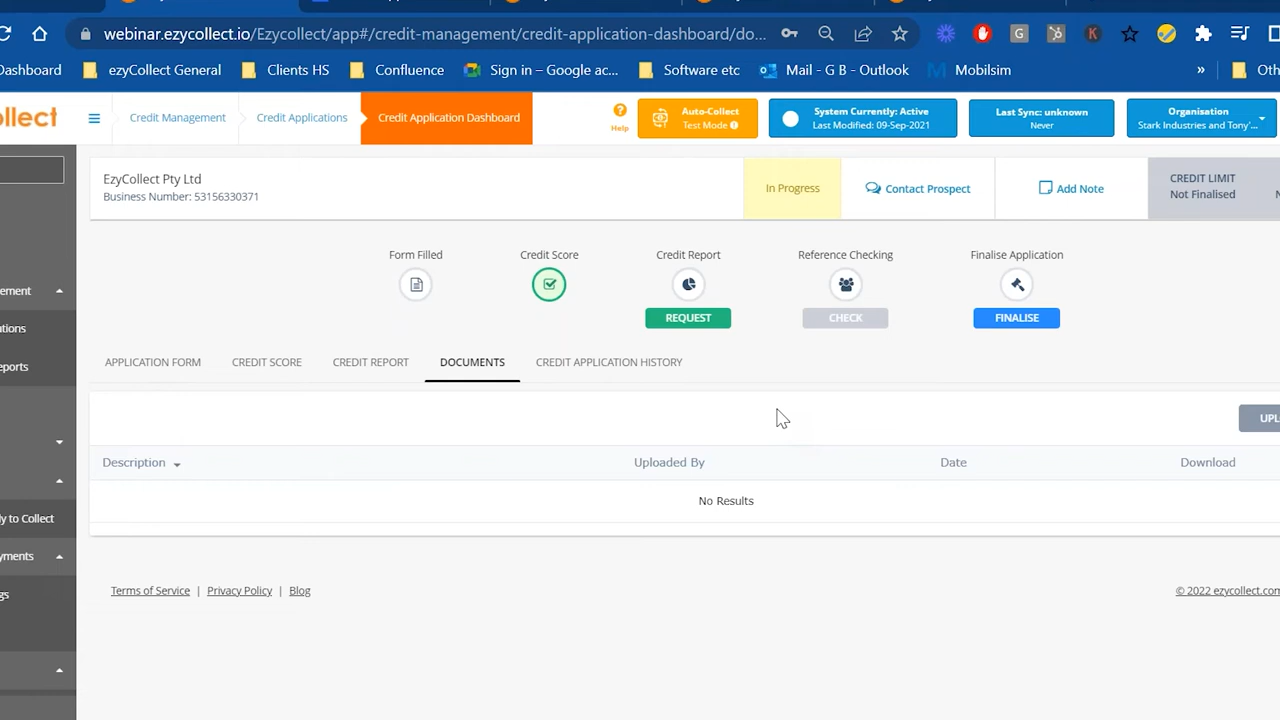 webinar.ezycollect.io/Ezycollect/app#/credit-management/credit-application-dashboard/do...
Dashboard
ezyCollect General
Clients HS
Confluence
Sign in – Google ac...
Software etc
Mail - G B - Outlook
Mobilsim
»
Oth
ollect
Credit Management
Credit Applications
Credit Application Dashboard
Help
Auto-Collect
Test Mode
System Currently: Active
Last Modified: 09-Sep-2021
Last Sync: unknown
Never
Organisation
Stark Industries and Tony'...
EzyCollect Pty Ltd
Business Number: 53156330371
In Progress
Contact Prospect
Add Note
CREDIT LIMIT
Not Finalised
Form Filled
Credit Score
Credit Report
Reference Checking
Finalise Application
REQUEST
CHECK
FINALISE
ement
utions
eports
ly to Collect
yments
gs
APPLICATION FORM
CREDIT SCORE
CREDIT REPORT
DOCUMENTS
CREDIT APPLICATION HISTORY
UPL
Description
Uploaded By
Date
Download
No Results
Terms of Service | Privacy Policy | Blog
© 2022 ezycollect.com